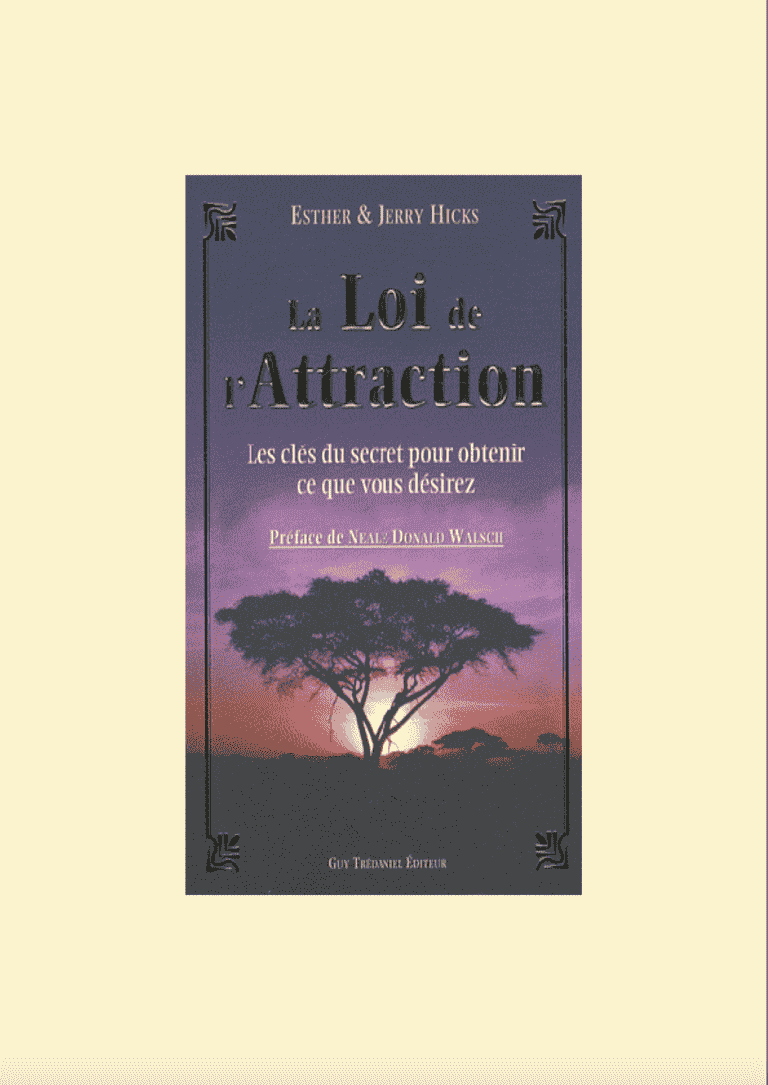 ESTHER & JERRY HICKS
La Loi de
l'Attraction
Les clés du secret pour obtenir
ce que vous désirez
Préface de NEALE DONALD WALSCH
GUY TRÉDANIEL ÉDITEUR